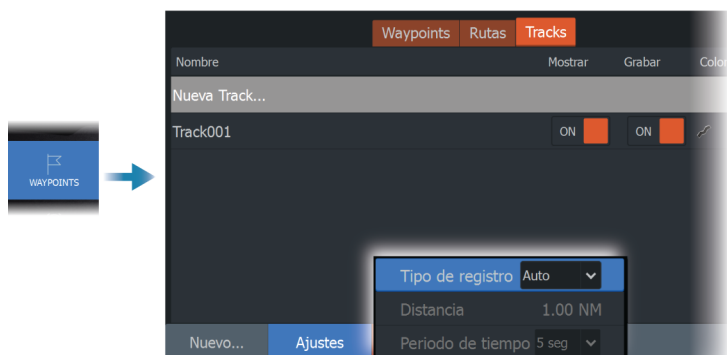 Waypoints Rutas Tracks
Nombre Mostrar Grabar
Nueva Track...
Track001 ON ON
WAYPOINTS
Tipo de registro Auto
Distancia 1.00 NM
Nuevo... Ajustes Periodo de tiempo 5 seg